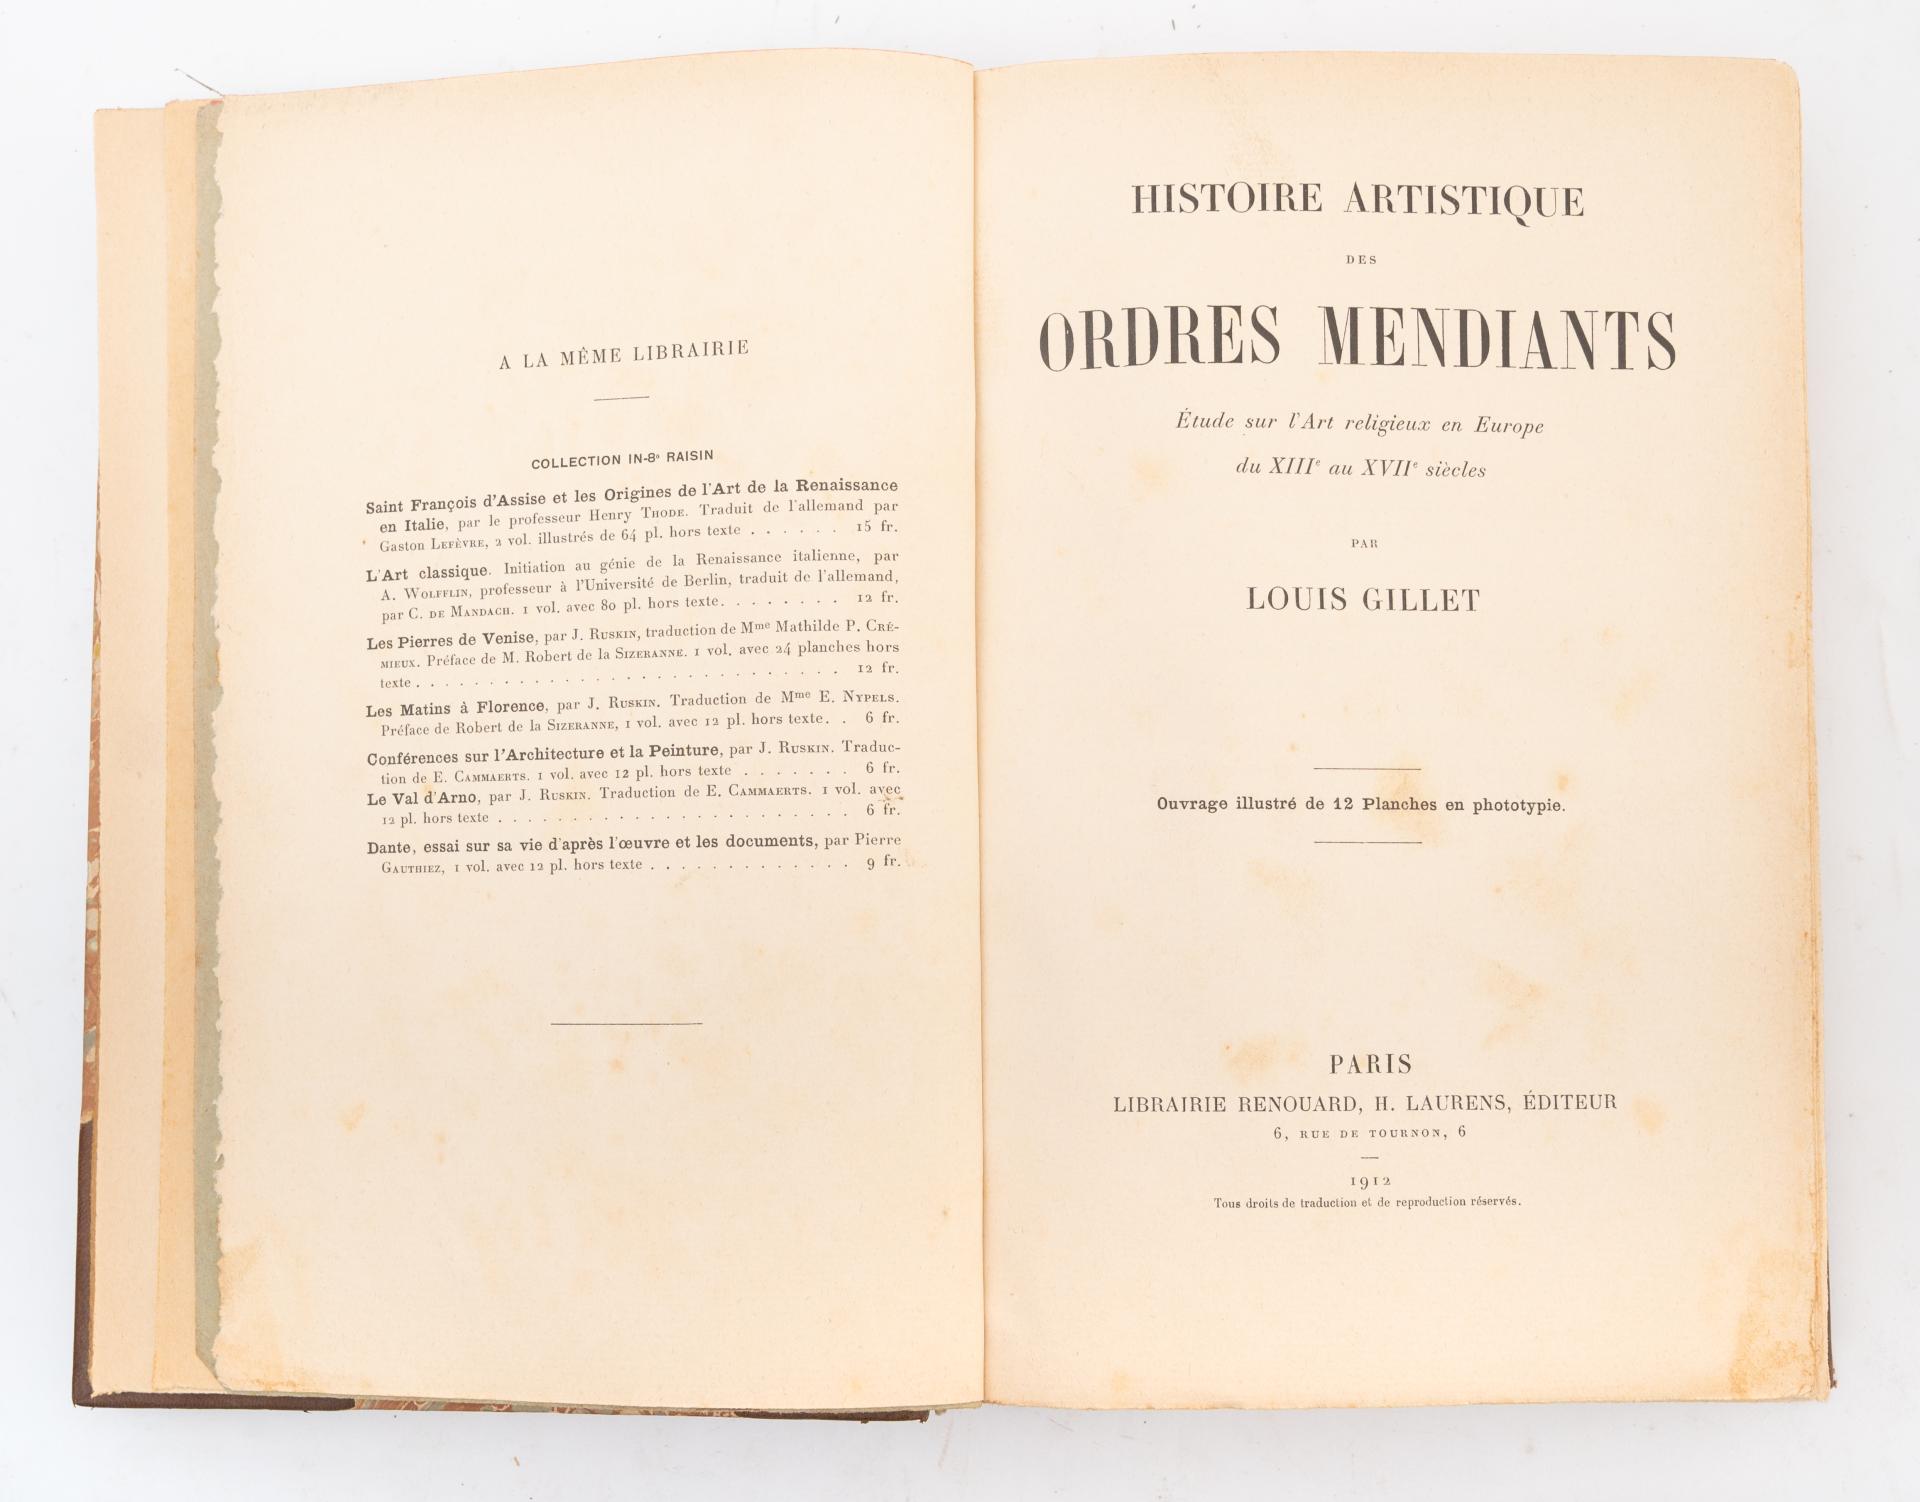 A LA MÊME LIBRAIRIE
COLLECTION IN-8° RAISIN
Saint François d'Assise et les Origines de l'Art de la Renaissance
en Italie, par le professeur Henry THODE. Traduit de l'allemand par
Gaston LEFÈVRE, 2 vol. illustrés de 64 pl. hors texte . . . . . . 15 fr.
L'Art classique. Initiation au génie de la Renaissance italienne, par
A. WOLFFLIN, professeur à l'Université de Berlin, traduit de l'allemand,
par C. DE MANDACH. 1 vol. avec 80 pl. hors texte. . . . . . . . 12 fr.
Les Pierres de Venise, par J. RUSKIN, traduction de Mme Mathilde P. CRÉ-
MIEUX. Préface de M. Robert de la SIZERANNE. 1 vol. avec 24 planches hors
texte . . . . . . . . . . . . . . . . . . . . . . . . . . . . 12 fr.
Les Matins à Florence, par J. RUSKIN. Traduction de Mme E. NYPELS.
Préface de Robert de la SIZERANNE, 1 vol. avec 12 pl. hors texte. . 6 fr.
Conférences sur l'Architecture et la Peinture, par J. RUSKIN. Traduc-
tion de E. CAMMAERTS. 1 vol. avec 12 pl. hors texte . . . . . . . 6 fr.
Le Val d'Arno, par J. RUSKIN. Traduction de E. CAMMAERTS. 1 vol. avec
12 pl. hors texte . . . . . . . . . . . . . . . . . . . . . . 6 fr.
Dante, essai sur sa vie d'après l'œuvre et les documents, par Pierre
GAUTHIEZ, 1 vol. avec 12 pl. hors texte . . . . . . . . . . . . . 9 fr.
HISTOIRE ARTISTIQUE
DES
ORDRES MENDIANTS
Étude sur l'Art religieux en Europe
du XIIIe au XVIIe siècles
PAR
LOUIS GILLET
Ouvrage illustré de 12 Planches en phototypie.
PARIS
LIBRAIRIE RENOUARD, H. LAURENS, ÉDITEUR
6, RUE DE TOURNON, 6
1912
Tous droits de traduction et de reproduction réservés.